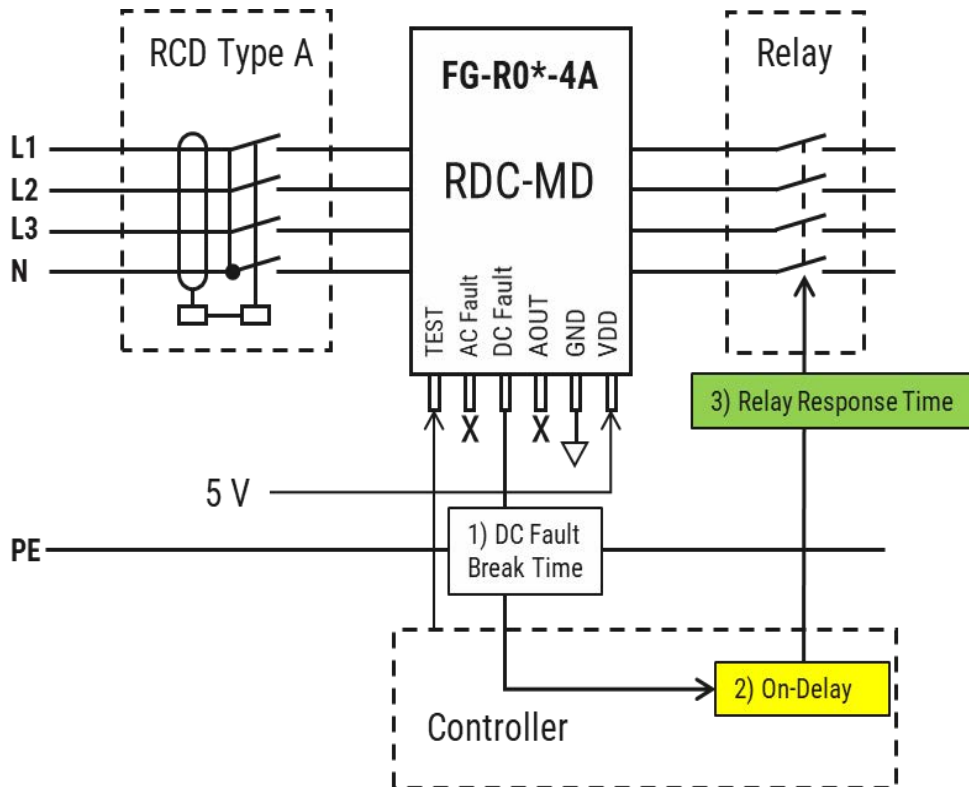 RCD Type A
FG-R0*-4A
RDC-MD
Relay
L1
L2
L3
N
TEST
AC Fault
DC Fault
AOUT
GND
VDD
X
X
3) Relay Response Time
5 V
PE
1) DC Fault
Break Time
2) On-Delay
Controller